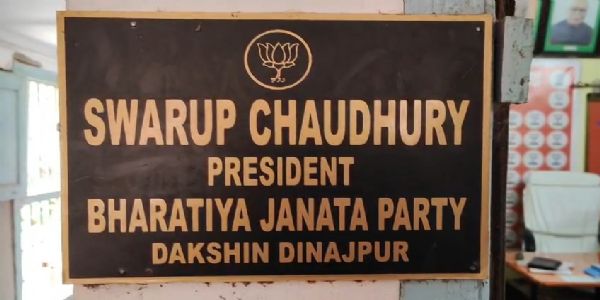 SWARUP CHAUDHURY
PRESIDENT
BHARATIYA JANATA PARTY
DAKSHIN DINAJPUR